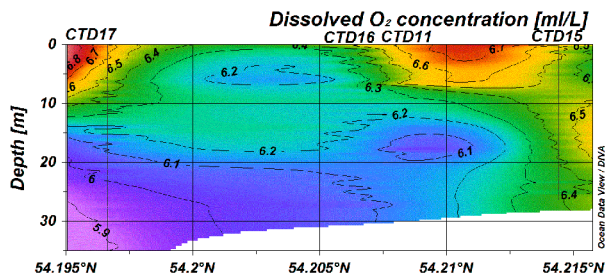 Dissolved O₂ concentration [ml/L]
CTD17 CTD16 CTD11 CTD15
0
10
20
30
Depth [m]
6.8 6.7 6.5 6.4 6.4 6.6 6.7 6.5
6.2 6.3
6
6.2 6.5
6.2 6.1
6.1
6 6.4
5.9
54.195°N 54.2°N 54.205°N 54.21°N 54.215°N
Ocean Data View / DIVA